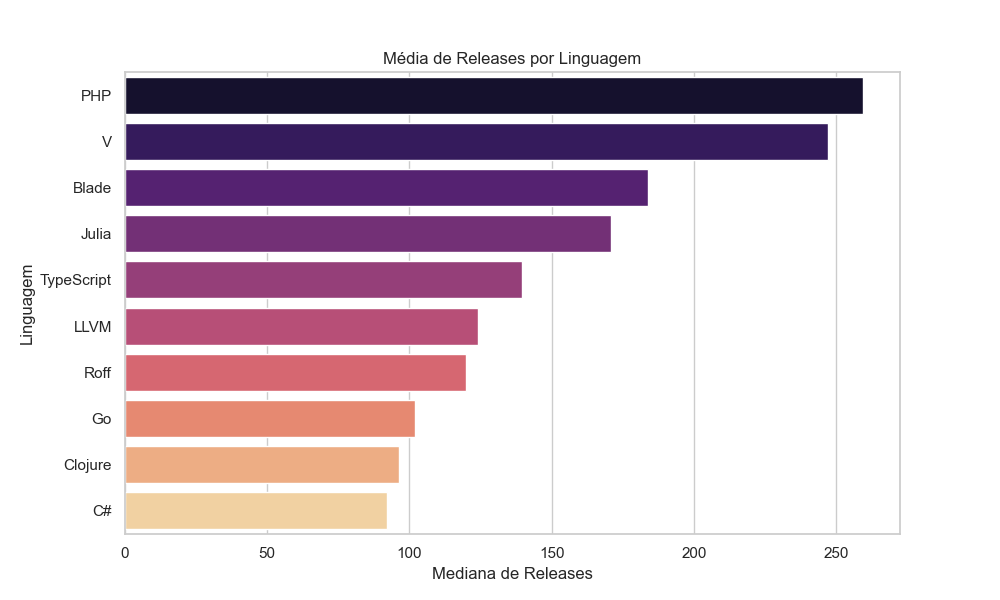 Média de Releases por Linguagem
PHP
V
Blade
Julia
TypeScript
LLVM
Roff
Go
Clojure
C#
Linguagem
0 50 100 150 200 250
Mediana de Releases